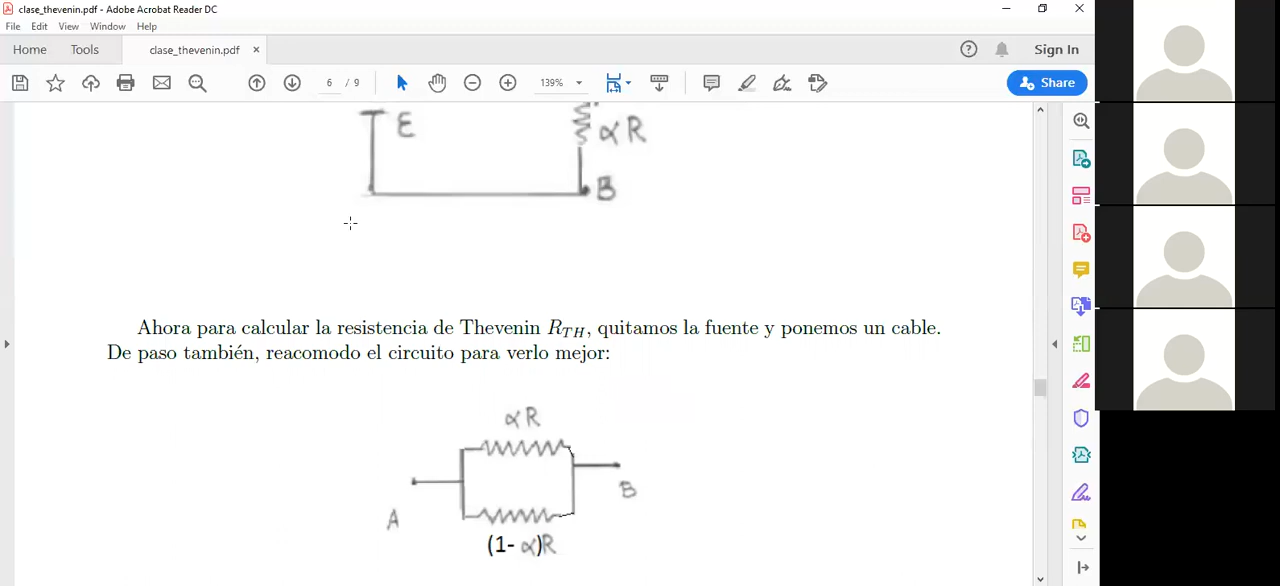 clase_thevenin.pdf - Adobe Acrobat Reader DC
File Edit View Window Help
Home Tools clase_thevenin.pdf × Sign In
6 / 9 139% Share
E
αR
B
Ahora para calcular la resistencia de Thevenin R_TH, quitamos la fuente y ponemos un cable.
De paso también, reacomodo el circuito para verlo mejor:
αR
A
B
(1- α)R